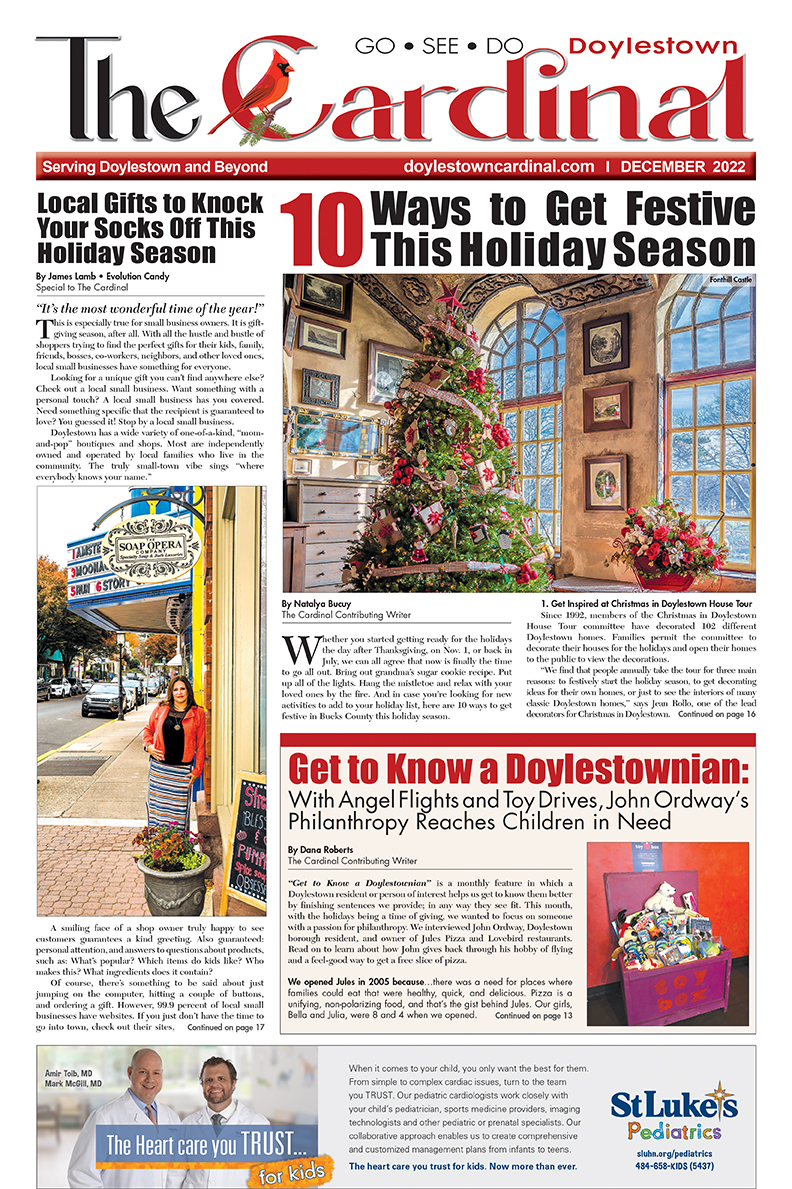 GO • SEE • DO Doylestown
The Cardinal
Serving Doylestown and Beyond
doylestowncardinal.com I DECEMBER 2022
Local Gifts to Knock
Your Socks Off This
Holiday Season
By James Lamb • Evolution Candy
Special to The Cardinal
“It’s the most wonderful time of the year!”
This is especially true for small business owners. It is gift-
giving season, after all. With all the hustle and bustle of
shoppers trying to find the perfect gifts for their kids, family,
friends, bosses, co-workers, neighbors, and other loved ones,
local small businesses have something for everyone.
Looking for a unique gift you can’t find anywhere else?
Check out a local small business. Want something with a
personal touch? A local small business has you covered.
Need something specific that the recipient is guaranteed to
love? You guessed it! Stop by a local small business.
Doylestown has a wide variety of one-of-a-kind, “mom-
and-pop” boutiques and shops. Most are independently
owned and operated by local families who live in the
community. The truly small-town vibe sings “where
everybody knows your name.”
THE
SOAP OPERA
COMPANY
Specialty Soap & Bath Luxuries
1 AMSTE
3 MOONAG
5 RUN 6 STORY
BLES
&
PUMPK
Spice soap
A smiling face of a shop owner truly happy to see
customers guarantees a kind greeting. Also guaranteed:
personal attention, and answers to questions about products,
such as: What’s popular? Which items do kids like? Who
makes this? What ingredients does it contain?
Of course, there’s something to be said about just
jumping on the computer, hitting a couple of buttons,
and ordering a gift. However, 99.9 percent of local small
businesses have websites. If you just don’t have the time to
go into town, check out their sites, Continued on page 17
10 Ways to Get Festive
This Holiday Season
Fonthill Castle
By Natalya Bucuy
The Cardinal Contributing Writer
Whether you started getting ready for the holidays
the day after Thanksgiving, on Nov. 1, or back in
July, we can all agree that now is finally the time
to go all out. Bring out grandma’s sugar cookie recipe. Put
up all of the lights. Hang the mistletoe and relax with your
loved ones by the fire. And in case you’re looking for new
activities to add to your holiday list, here are 10 ways to get
festive in Bucks County this holiday season.
1. Get Inspired at Christmas in Doylestown House Tour
Since 1992, members of the Christmas in Doylestown
House Tour committee have decorated 102 different
Doylestown homes. Families permit the committee to
decorate their houses for the holidays and open their homes
to the public to view the decorations.
“We find that people annually take the tour for three main
reasons: to festively start the holiday season, to get decorating
ideas for their own homes, or just to see the interiors of many
classic Doylestown homes,” says Jean Rollo, one of the lead
decorators for Christmas in Doylestown. Continued on page 16
Get to Know a Doylestownian:
With Angel Flights and Toy Drives, John Ordway’s
Philanthropy Reaches Children in Need
By Dana Roberts
The Cardinal Contributing Writer
“Get to Know a Doylestownian” is a monthly feature in which a
Doylestown resident or person of interest helps us get to know them better
by finishing sentences we provide; in any way they see fit. This month,
with the holidays being a time of giving, we wanted to focus on someone
with a passion for philanthropy. We interviewed John Ordway, Doylestown
borough resident, and owner of Jules Pizza and Lovebird restaurants.
Read on to learn about how John gives back through his hobby of flying
and a feel-good way to get a free slice of pizza.
We opened Jules in 2005 because…there was a need for places where
families could eat that were healthy, quick, and delicious. Pizza is a
unifying, non-polarizing food, and that’s the gist behind Jules. Our girls,
Bella and Julia, were 8 and 4 when we opened. Continued on page 13
TOY
BOX
Amir Toib, MD
Mark McGill, MD
The Heart care you TRUST...
for kids
When it comes to your child, you only want the best for them.
From simple to complex cardiac issues, turn to the team
you TRUST. Our pediatric cardiologists work closely with
your child’s pediatrician, sports medicine providers, imaging
technologists and other pediatric or prenatal specialists. Our
collaborative approach enables us to create comprehensive
and customized management plans from infants to teens.
The heart care you trust for kids. Now more than ever.
St Luke’s
Pediatrics
sluhn.org/pediatrics
484-658-KIDS (5437)